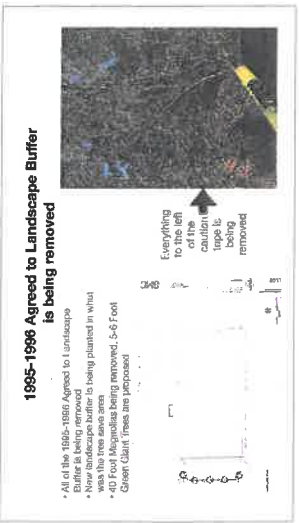 1995-1996 Agreed to Landscape Buffer
is being removed
• All of the 1995-1996 Agreed to Landscape
Buffer is being removed
• New landscape buffer is being planted in what
was the tree save area
• 40 Foot Magnolias being removed, 5-6 Foot
Green Giant Trees are proposed
Everything
to the left
of the
caution
tape is
being
removed